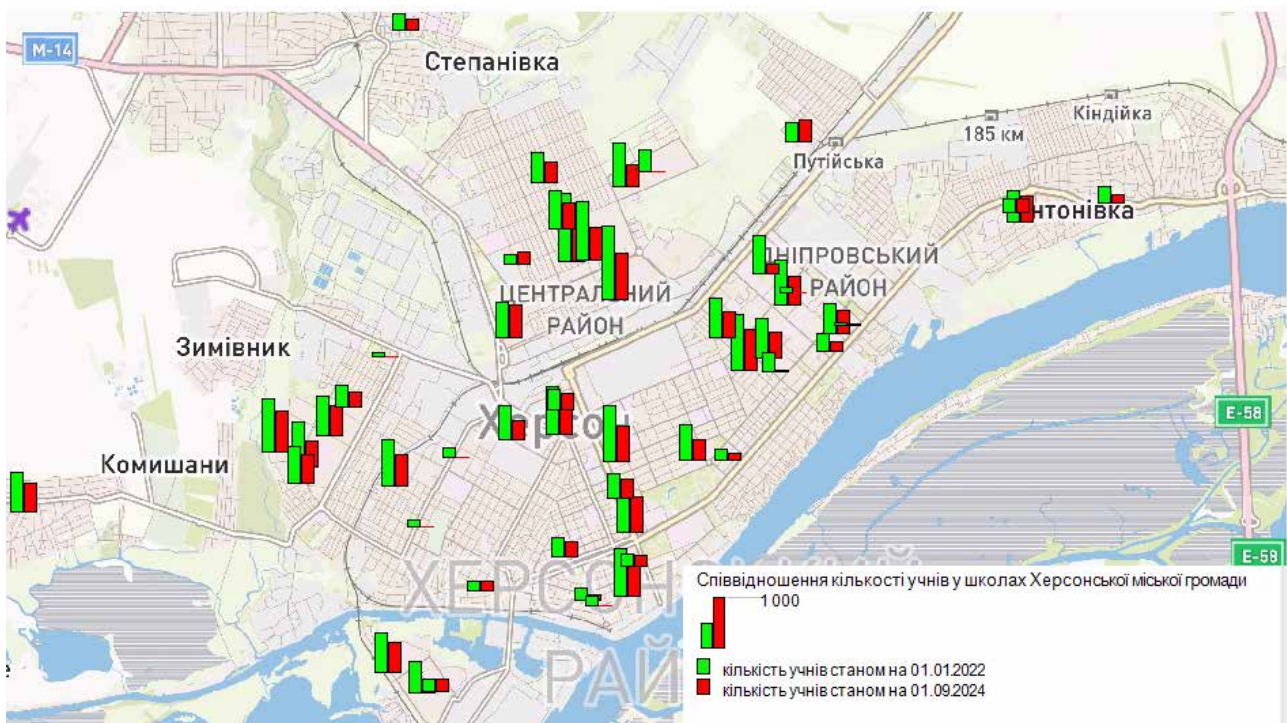 М-14
Степанівка
Кіндійка
185 км
Путійська
нтонівка
ДНІПРОВСЬКИЙ
РАЙОН
ЦЕНТРАЛЬНИЙ
РАЙОН
Зимівник
Херсон
Е-58
Комишани
Е-58
ХЕРСОН
РАЙ
е
Співвідношення кількості учнів у школах Херсонської міської громади
1 000
кількість учнів станом на 01.01.2022
кількість учнів станом на 01.09.2024